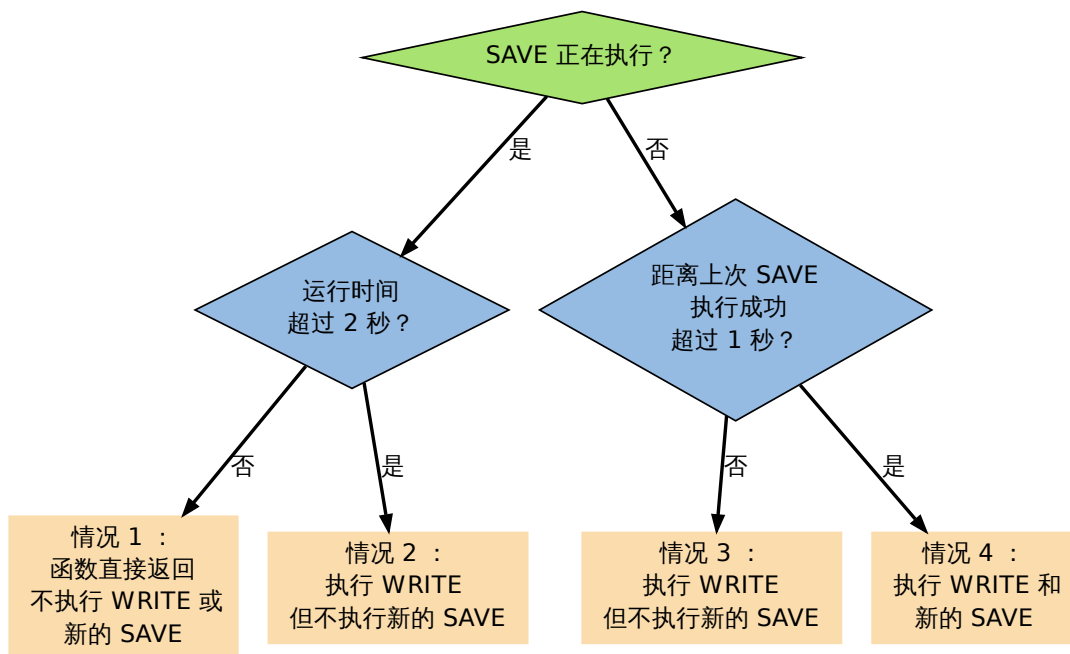 SAVE 正在执行？
是
否
运行时间
超过 2 秒？
距离上次 SAVE
执行成功
超过 1 秒？
否
是
否
是
情况 1 ：
函数直接返回
不执行 WRITE 或
新的 SAVE
情况 2 ：
执行 WRITE
但不执行新的 SAVE
情况 3 ：
执行 WRITE
但不执行新的 SAVE
情况 4 ：
执行 WRITE 和
新的 SAVE